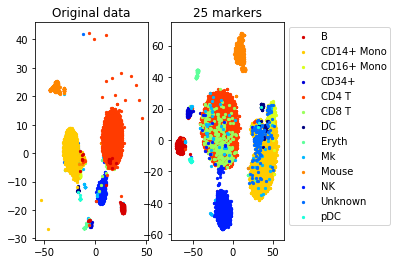 Original data
25 markers
40
30
20
10
0
−10
−20
−30
−50
0
50
60
40
20
0
−20
−40
−60
−50
0
50
B
CD14+ Mono
CD16+ Mono
CD34+
CD4 T
CD8 T
DC
Eryth
Mk
Mouse
NK
Unknown
pDC